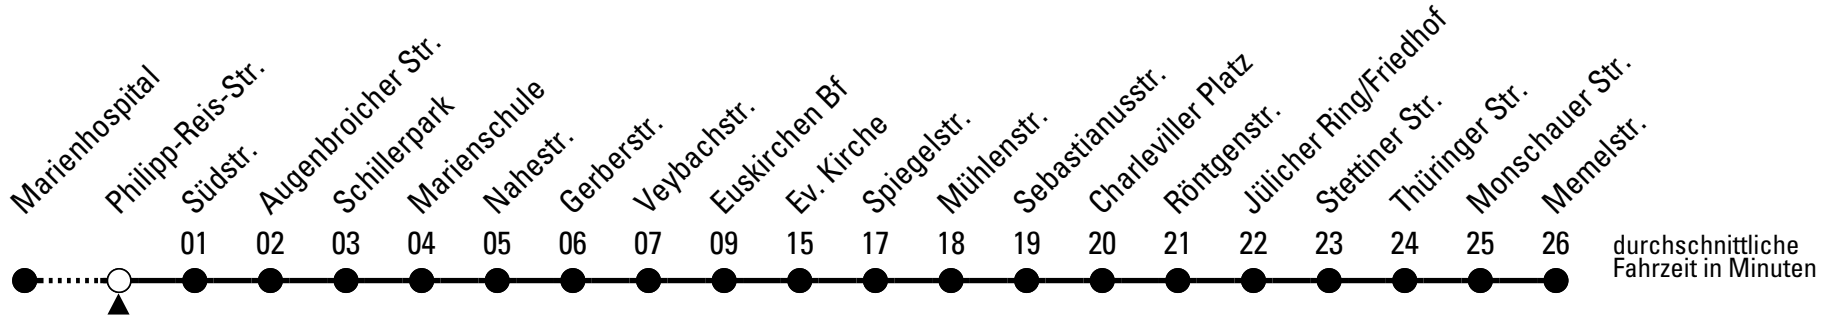 Marienhospital
Philipp-Reis-Str.
Südstr.
Augenbroicher Str.
Schillerpark
Marienschule
Nahestr.
Gerberstr.
Veybachstr.
Euskirchen Bf
Ev. Kirche
Spiegelstr.
Mühlenstr.
Sebastianusstr.
Charleviller Platz
Röntgenstr.
Jülicher Ring/Friedhof
Stettiner Str.
Thüringer Str.
Monschauer Str.
Memelstr.
01 02 03 04 05 06 07 09 15 17 18 19 20 21 22 23 24 25 26
durchschnittliche
Fahrzeit in Minuten